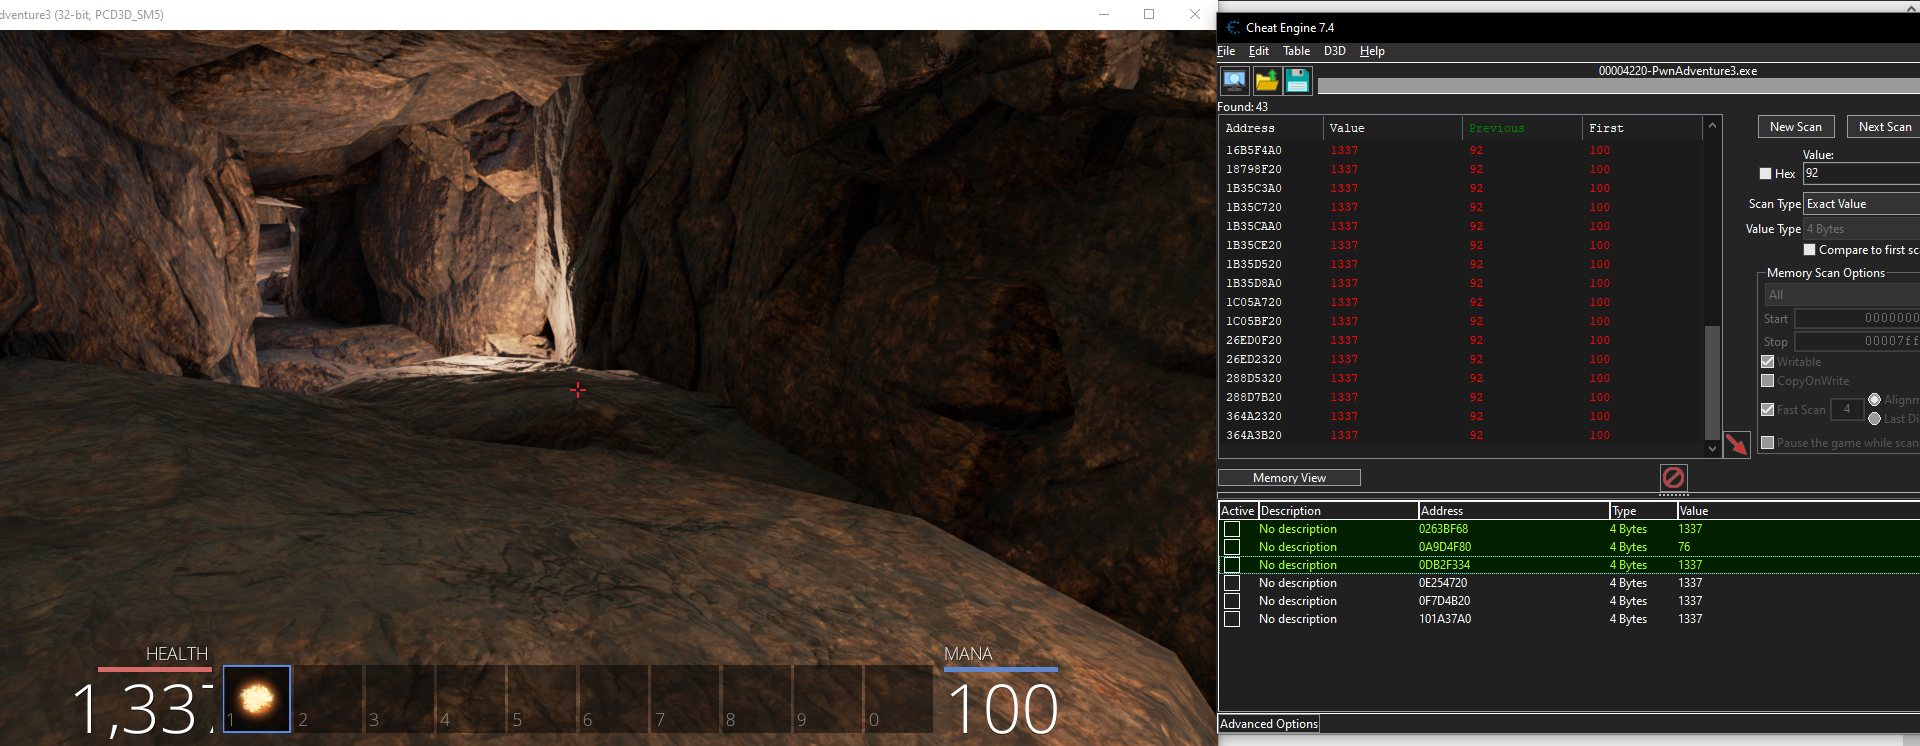 dventure3 (32-bit, PCD3D_SM5)
HEALTH
1,337
1 2 3 4 5 6 7 8 9 0
MANA
100
Cheat Engine 7.4
File Edit Table D3D Help
00004220-PwnAdventure3.exe
Found: 43
Address Value Previous First
16B5F4A0 1337 92 100
18798F20 1337 92 100
1B35C3A0 1337 92 100
1B35C720 1337 92 100
1B35CAA0 1337 92 100
1B35CE20 1337 92 100
1B35D520 1337 92 100
1B35D8A0 1337 92 100
1C05A720 1337 92 100
1C05BF20 1337 92 100
26ED0F20 1337 92 100
26ED2320 1337 92 100
288D5320 1337 92 100
288D7B20 1337 92 100
364A2320 1337 92 100
364A3B20 1337 92 100
New Scan Next Scan
Value:
Hex 92
Scan Type Exact Value
Value Type 4 Bytes
Compare to first sca
Memory Scan Options
All
Start 0000000
Stop 00007ff
Writable
CopyOnWrite
Fast Scan 4 Alignm
Last Di
Pause the game while scan
Memory View
Active Description Address Type Value
No description 0263BF68 4 Bytes 1337
No description 0A9D4F80 4 Bytes 76
No description 0DB2F334 4 Bytes 1337
No description 0E254720 4 Bytes 1337
No description 0F7D4B20 4 Bytes 1337
No description 101A37A0 4 Bytes 1337
Advanced Options